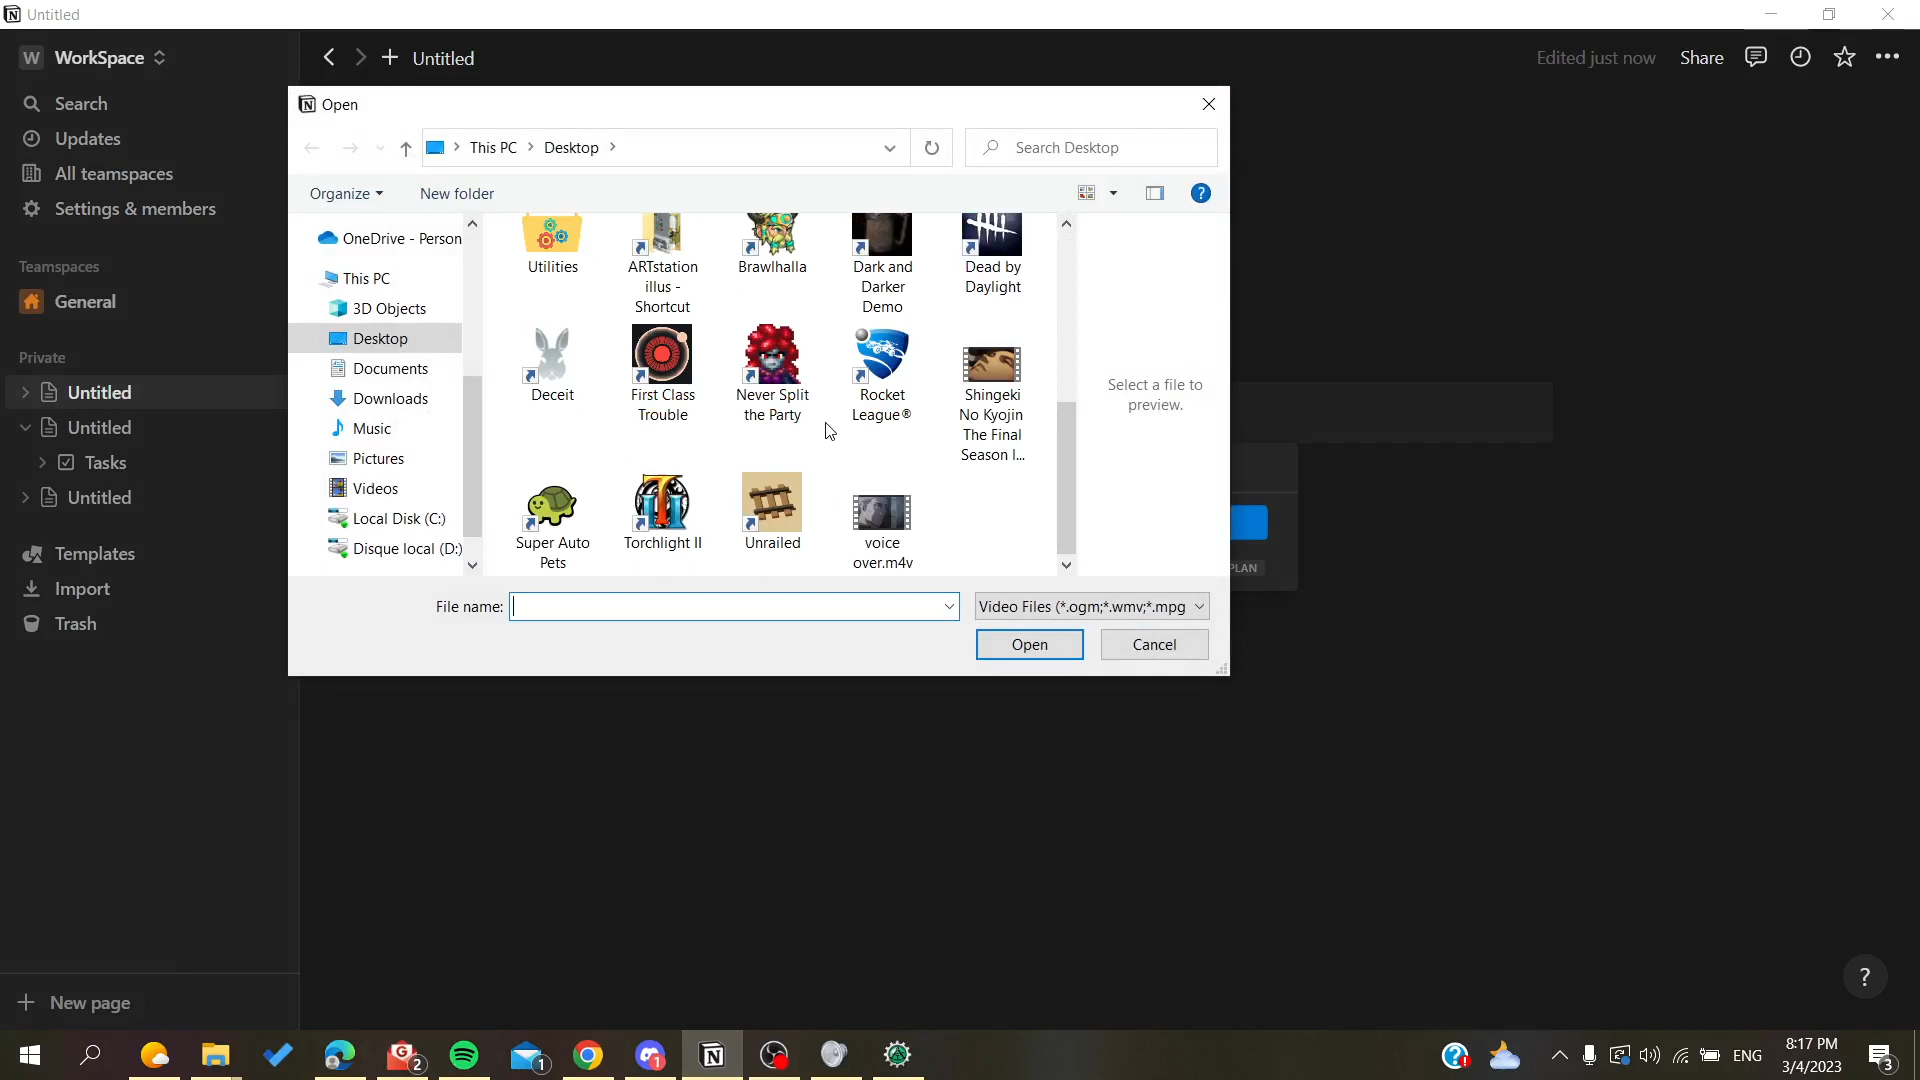 Untitled
W WorkSpace
Untitled
Edited just now
Share
Search
Updates
All teamspaces
Settings & members
Teamspaces
General
Private
Untitled
Untitled
Tasks
Untitled
Templates
Import
Trash
New page
Open
This PC
Desktop
Search Desktop
Organize
New folder
?
OneDrive - Person
This PC
3D Objects
Desktop
Documents
Downloads
Music
Pictures
Videos
Local Disk (C:)
Disque local (D:)
Utilities
ARTstation
illus -
Shortcut
Brawlhalla
Dark and
Darker
Demo
Dead by
Daylight
Deceit
First Class
Trouble
Never Split
the Party
Rocket
League®
Shingeki
No Kyojin
The Final
Season I...
Super Auto
Pets
Torchlight II
Unrailed
voice
over.m4v
Select a file to
preview.
File name:
Video Files (*.ogm;*.wmv;*.mpg
Open
Cancel
PLAN
?
2
1
1
ENG
8:17 PM
3/4/2023
3